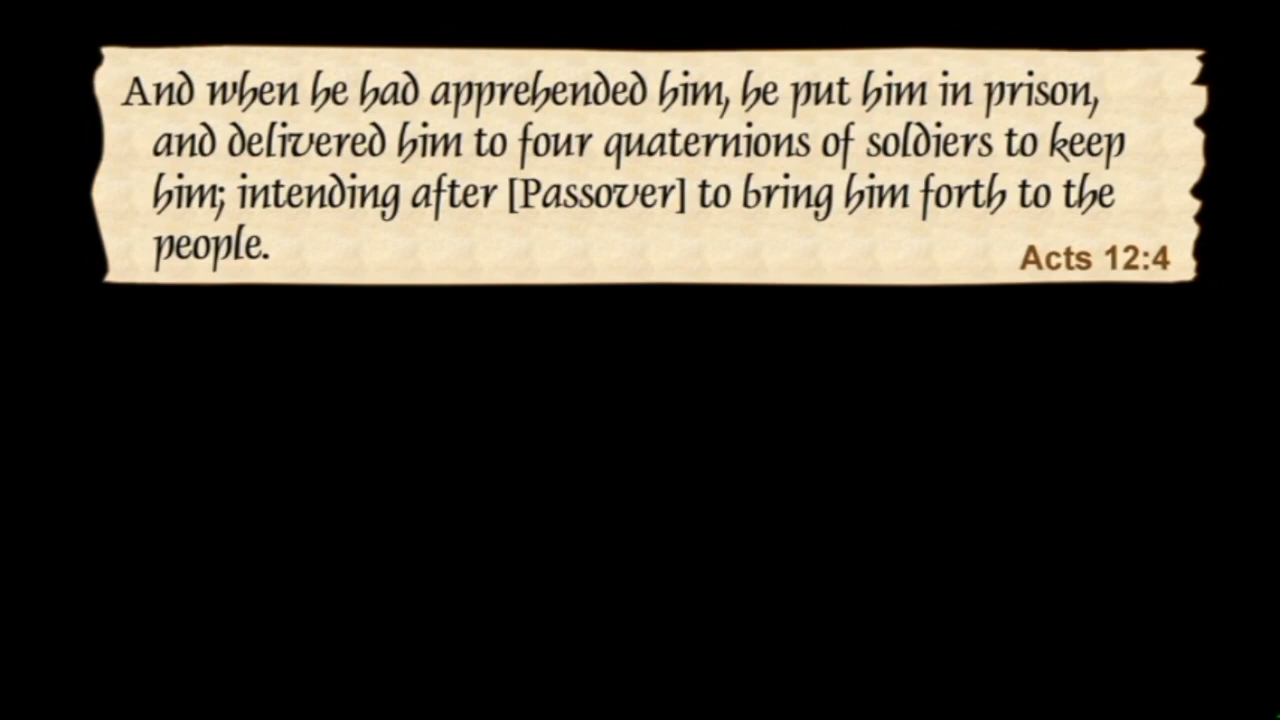 And when he had apprehended him, he put him in prison,
and delivered him to four quaternions of soldiers to keep
him; intending after [Passover] to bring him forth to the
people.
Acts 12:4